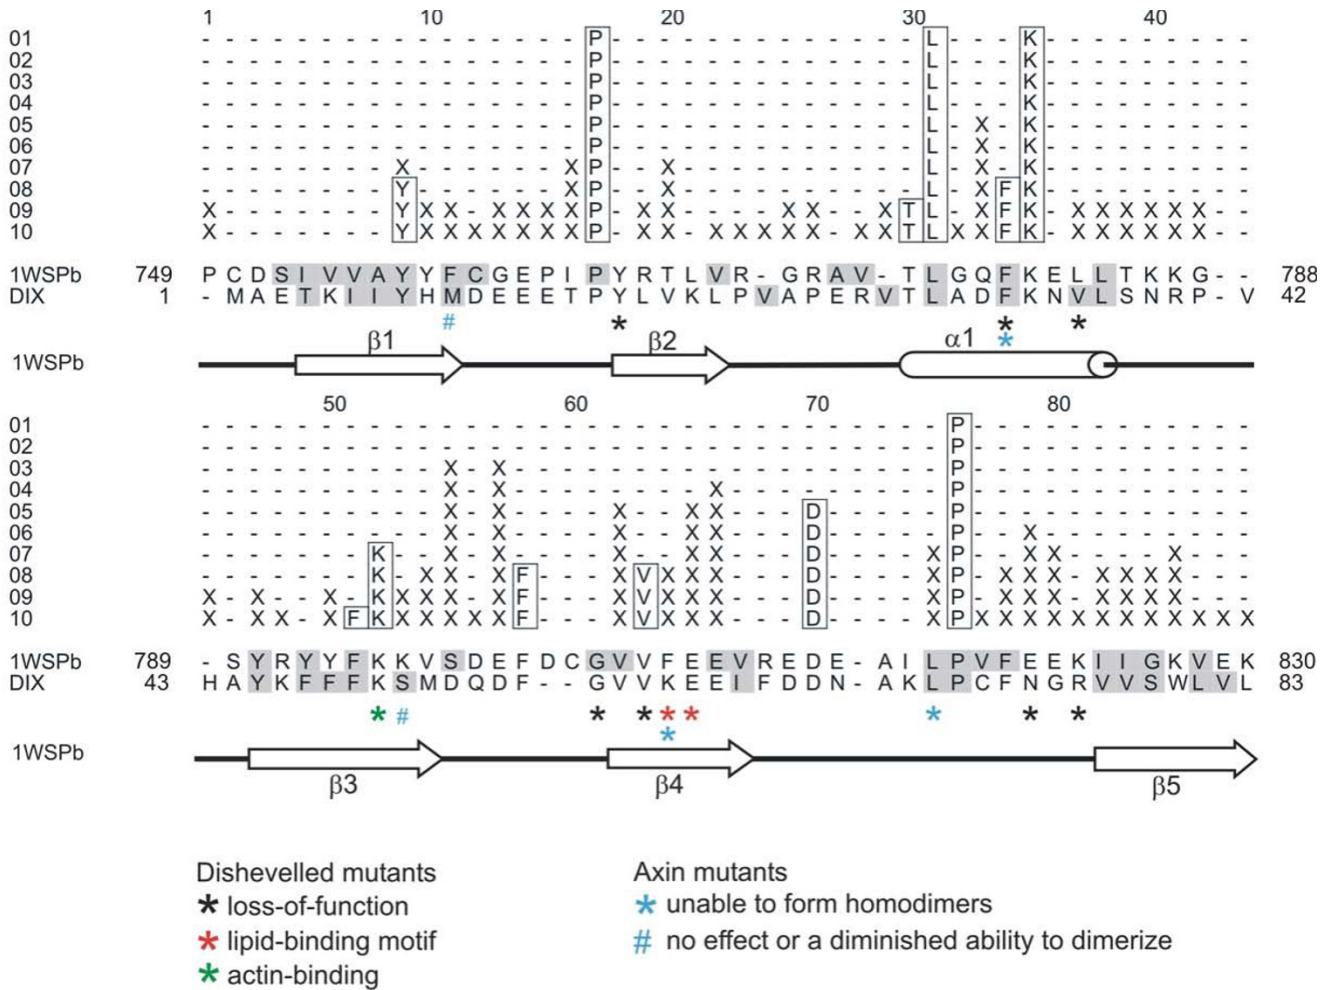 1 10 20 30 40
01 - - - - - - - - - - - - - - - - P - - - - - - - - - - - - - L - - - K - - - - - - - - -
02 - - - - - - - - - - - - - - - - P - - - - - - - - - - - - - L - - - K - - - - - - - - -
03 - - - - - - - - - - - - - - - - P - - - - - - - - - - - - - L - - - K - - - - - - - - -
04 - - - - - - - - - - - - - - - - P - - - - - - - - - - - - - L - - - K - - - - - - - - -
05 - - - - - - - - - - - - - - - - P - - - - - - - - - - - - - L - X - K - - - - - - - - -
06 - - - - - - - - - - - - - - - - P - - - - - - - - - - - - - L - X - K - - - - - - - - -
07 - - - - - - - - X - - - - - - X P - - X - - - - - - - - - - L - X - K - - - - - - - - -
08 - - - - - - - - Y - - - - - - X P - - X - - - - - - - - - - L - X F K - - - - - - - - -
09 X - - - - - - - Y X X - X X X X P - X X - - - - X X - - X T L - X F K - X X X X X X - -
10 X - - - - - - - Y X X X X X X X P - X X X X X X X X - X X T L X X F K - X X X X X X - -
1WSPb 749 P C D S I V V A Y Y F C G E P I P Y R T L V R - G R A V - T L G Q F K E L L T K K G - - 788
DIX 1 - M A E T K I I Y H M D E E E T P Y L V K L P V A P E R V T L A D F K N V L S N R P - V 42
# * * *
*
1WSPb β1 β2 α1
50 60 70 80
01 - - - - - - - - - - - - - - - - - - - - - - - - - - - - - - - P - - - - - - - - - - - -
02 - - - - - - - - - - - - - - - - - - - - - - - - - - - - - - - P - - - - - - - - - - - -
03 - - - - - - - - - - X - X - - - - - - - - - - - - - - - - - - P - - - - - - - - - - - -
04 - - - - - - - - - - X - X - - - - - - - - X - - - - - - - - - P - - - - - - - - - - - -
05 - - - - - - - - - - X - X - - - - X - - X X - - - D - - - - - P - - - - - - - - - - - -
06 - - - - - - - - - - X - X - - - - X - - X X - - - D - - - - - P - - X - - - - - - - - -
07 - - - - - - - K - - X - X - - - - X - - X X - - - D - - - - X P - - X X - - - - X - - -
08 - - - - - - - K - X X - X F - - - X V X X X - - - D - - - - X P - X X X - X X X X - - -
09 X - X - - X - K X X X - X F - - - X V X X X - - - D - - - - X P - X X X X X X X X - - -
10 X - X X - X F K X X X X X F - - - X V X X X - - - D - - - - X P X X X X X X X X X X X X
1WSPb 789 - S Y R Y Y F K K V S D E F D C G V V F E E V R E D E - A I L P V F E E K I I G K V E K 830
DIX 43 H A Y K F F F K S M D Q D F - - G V V K E E I F D D N - A K L P C F N G R V V S W L V L 83
* # * * * * * * *
*
1WSPb β3 β4 β5
Dishevelled mutants
* loss-of-function
* lipid-binding motif
* actin-binding
Axin mutants
* unable to form homodimers
# no effect or a diminished ability to dimerize